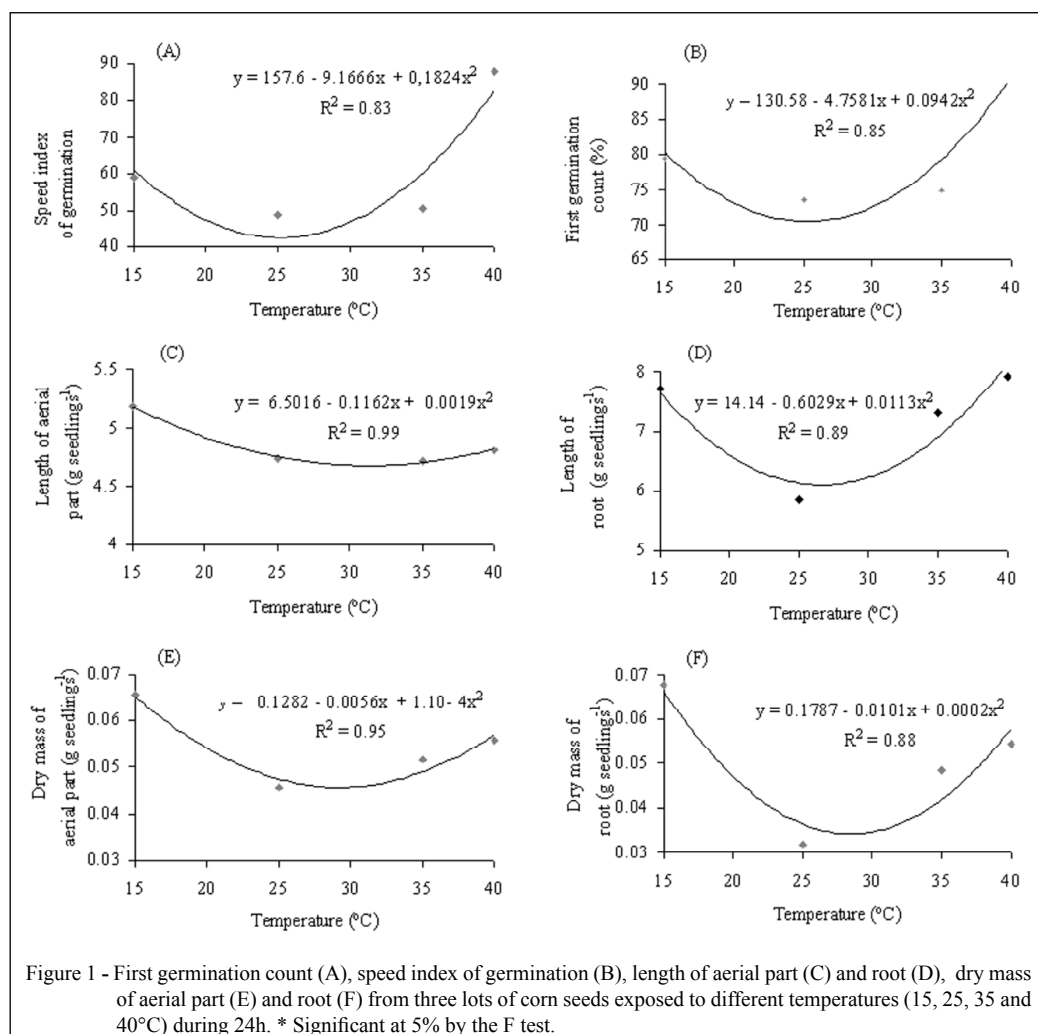 (A)
y = 157.6 - 9.1666x + 0,1824x²
R² = 0.83
90
80
70
60
50
40
Speed index
of germination
15 20 25 30 35 40
Temperature (ºC)
(B)
y – 130.58 - 4.7581x + 0.0942x²
R² = 0.85
90
85
80
75
70
65
First germination
count (%)
15 20 25 30 35 40
Temperature (ºC)
(C)
y = 6.5016 - 0.1162x + 0.0019x²
R² = 0.99
5.5
5
4.5
4
Length of aerial
part (g seedlings⁻¹)
15 20 25 30 35 40
Temperature (ºC)
(D)
y = 14.14 - 0.6029x + 0.0113x²
R² = 0.89
8
7
6
5
Length of
root (g seedlings⁻¹)
15 20 25 30 35 40
Temperature (ºC)
(E)
y – 0.1282 - 0.0056x + 1.10- 4x²
R² = 0.95
0.07
0.06
0.05
0.04
0.03
Dry mass of
aerial part (g seedlings⁻¹)
15 20 25 30 35 40
Temperature (ºC)
(F)
y = 0.1787 - 0.0101x + 0.0002x²
R² = 0.88
0.07
0.06
0.05
0.04
0.03
Dry mass of
root (g seedlings⁻¹)
15 20 25 30 35 40
Temperature (ºC)
Figure 1 - First germination count (A), speed index of germination (B), length of aerial part (C) and root (D), dry mass
of aerial part (E) and root (F) from three lots of corn seeds exposed to different temperatures (15, 25, 35 and
40°C) during 24h. * Significant at 5% by the F test.